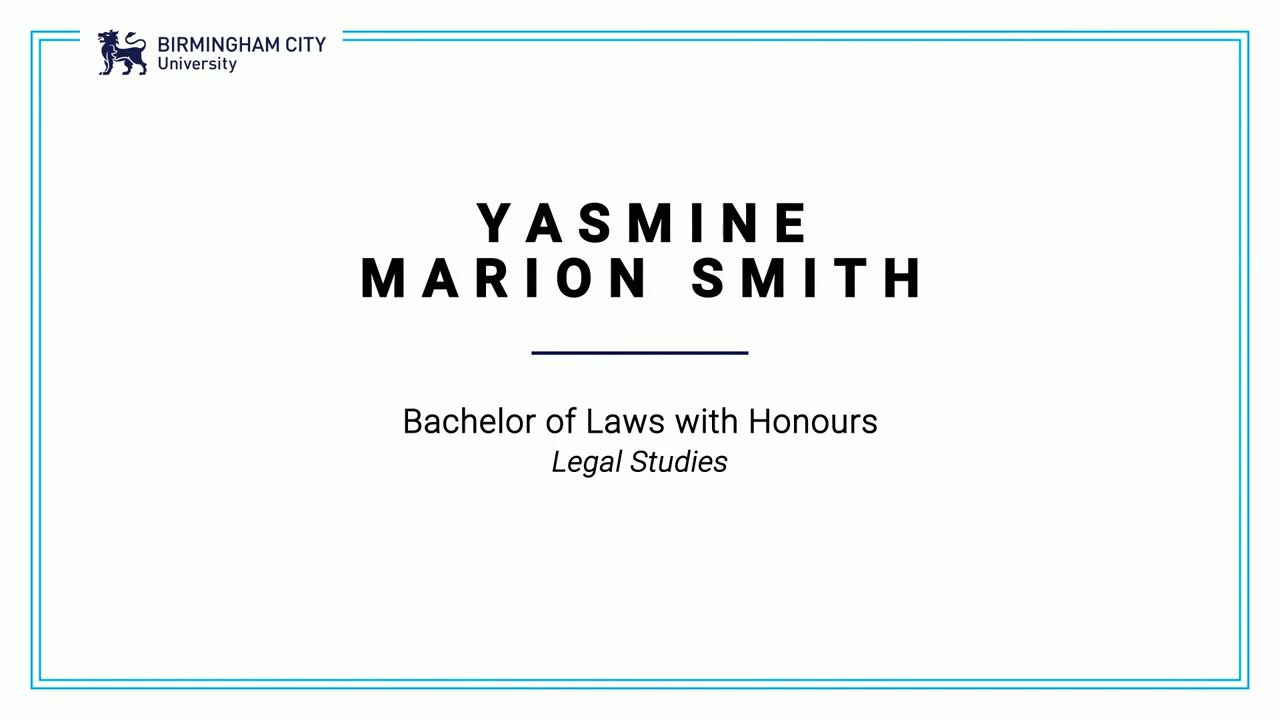 BIRMINGHAM CITY
University
YASMINE
MARION SMITH
Bachelor of Laws with Honours
Legal Studies